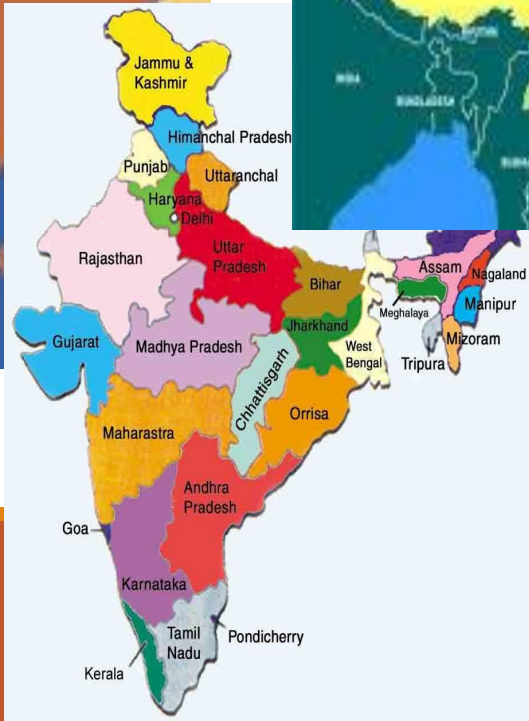 Jammu &
Kashmir
Himanchal Pradesh
Punjab
Uttaranchal
Haryana
Delhi
Rajasthan
Uttar
Pradesh
Bihar
Assam
Nagaland
Meghalaya
Manipur
Gujarat
Madhya Pradesh
Jharkhand
West
Bengal
Tripura
Mizoram
Chhattisgarh
Maharastra
Orrisa
Andhra
Pradesh
Goa
Karnataka
Tamil
Nadu
Pondicherry
Kerala
INDIA
BANGLADESH